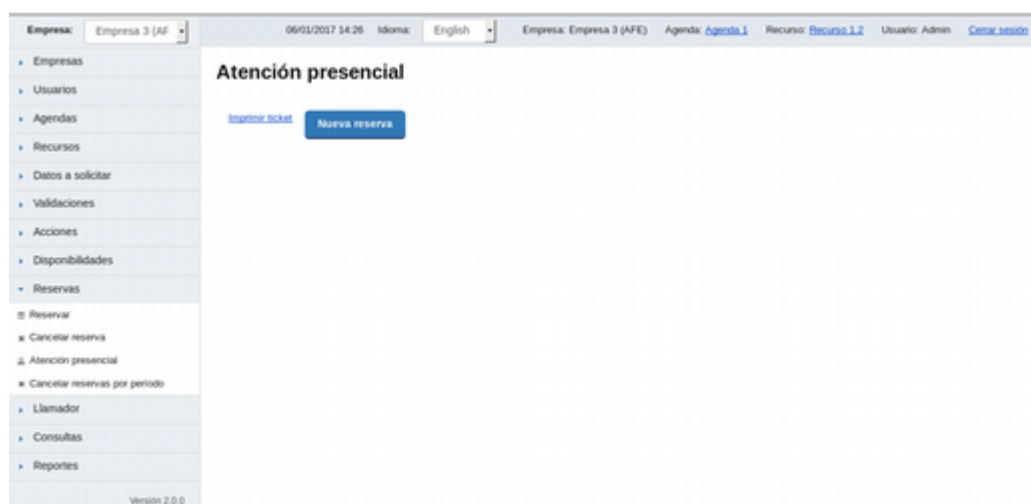 Empresa: Empresa 3 (AF
06/01/2017 14:26 Idioma: English Empresa: Empresa 3 (AFE) Agenda: Agenda 1 Recurso: Recurso 1.2 Usuario: Admin Cerrar sesión
Empresas
Usuarios
Agendas
Recursos
Datos a solicitar
Validaciones
Acciones
Disponibilidades
Reservas
Reservar
Cancelar reserva
Atención presencial
Cancelar reservas por periodo
Llamador
Consultas
Reportes
Versión 2.0.0
Atención presencial
Imprimir ticket Nueva reserva